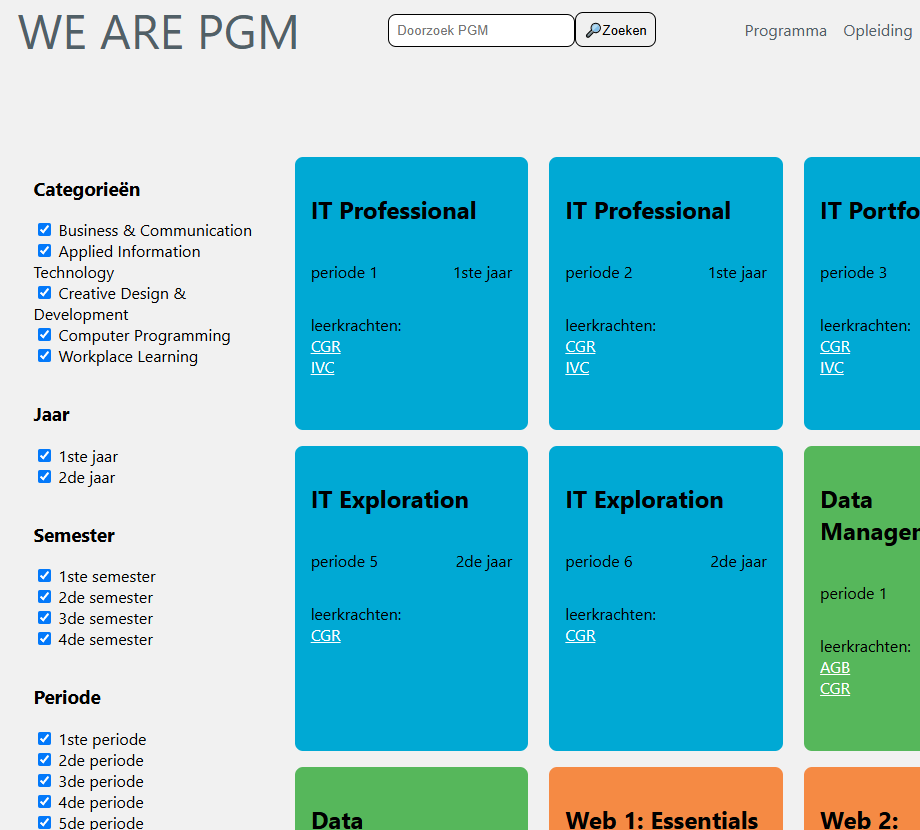 WE ARE PGM
Doorzoek PGM
Zoeken
Programma
Opleiding
Categorieën
Business & Communication
Applied Information
Technology
Creative Design &
Development
Computer Programming
Workplace Learning
Jaar
1ste jaar
2de jaar
Semester
1ste semester
2de semester
3de semester
4de semester
Periode
1ste periode
2de periode
3de periode
4de periode
5de periode
IT Professional
periode 1 1ste jaar
leerkrachten:
CGR
IVC
IT Professional
periode 2 1ste jaar
leerkrachten:
CGR
IVC
IT Portfo
periode 3
leerkrachten:
CGR
IVC
IT Exploration
periode 5 2de jaar
leerkrachten:
CGR
IT Exploration
periode 6 2de jaar
leerkrachten:
CGR
Data
Manager
periode 1
leerkrachten:
AGB
CGR
Data
Web 1: Essentials
Web 2: